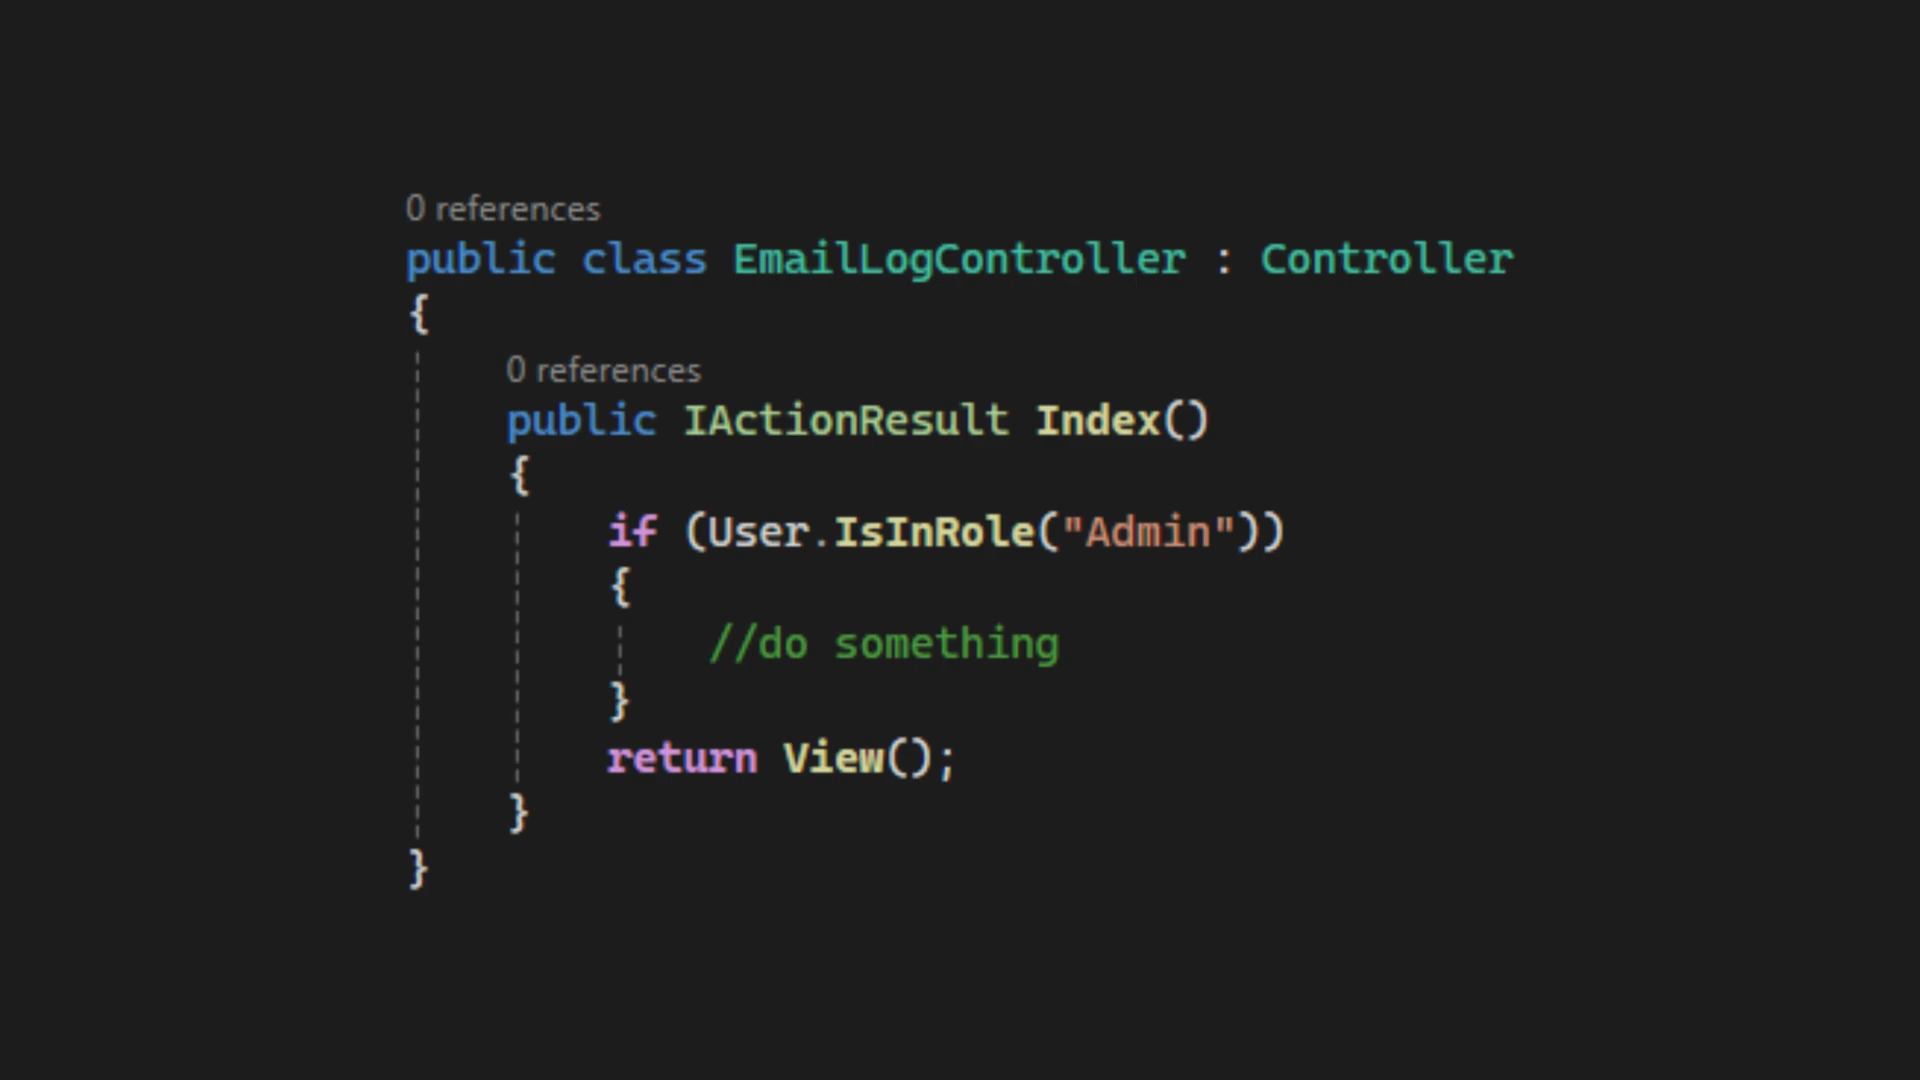 0 references
public class EmailLogController : Controller
{
0 references
public IActionResult Index()
{
if (User.IsInRole("Admin"))
{
//do something
}
return View();
}
}